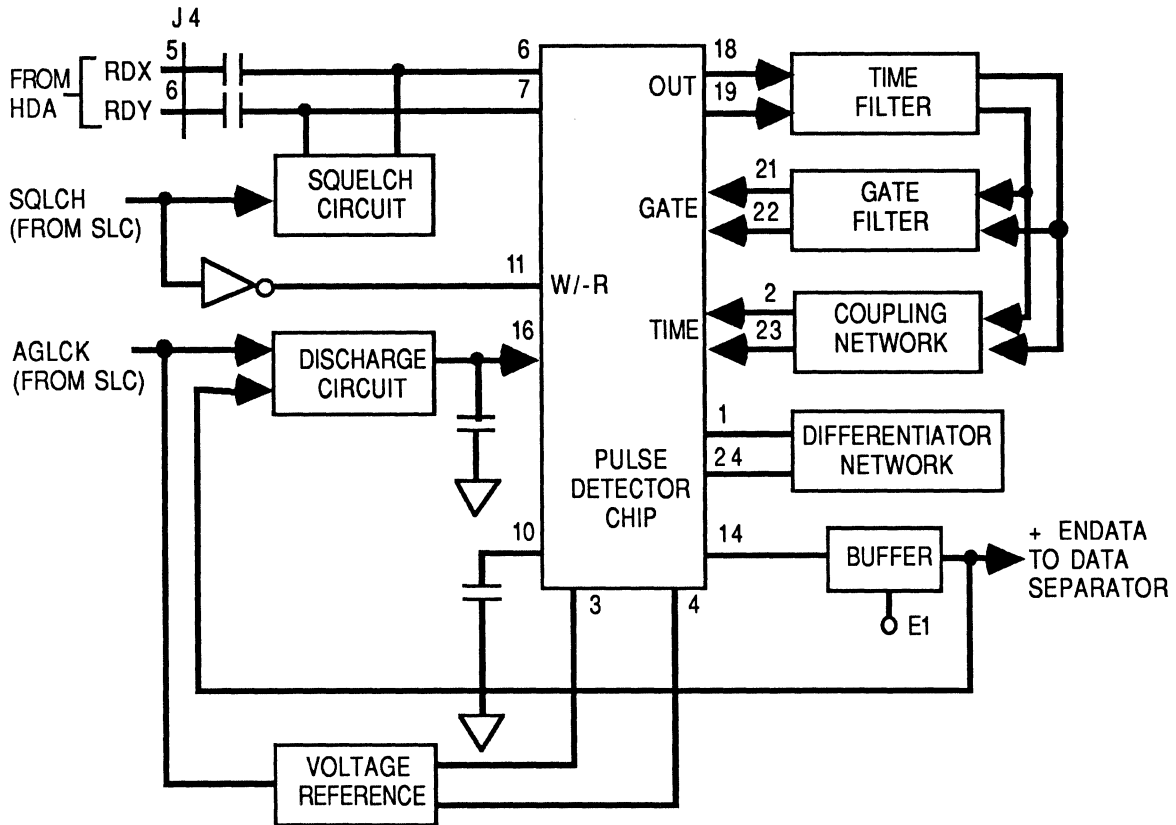 J4
5
6
FROM
HDA
RDX
RDY
6
7
OUT
18
19
TIME
FILTER
SQUELCH
CIRCUIT
SQLCH
(FROM SLC)
21
22
GATE
GATE
FILTER
11
W/-R
2
23
TIME
COUPLING
NETWORK
AGLCK
(FROM SLC)
DISCHARGE
CIRCUIT
16
1
24
DIFFERENTIATOR
NETWORK
PULSE
DETECTOR
CHIP
10
14
BUFFER
E1
+ ENDATA
TO DATA
SEPARATOR
3
4
VOLTAGE
REFERENCE